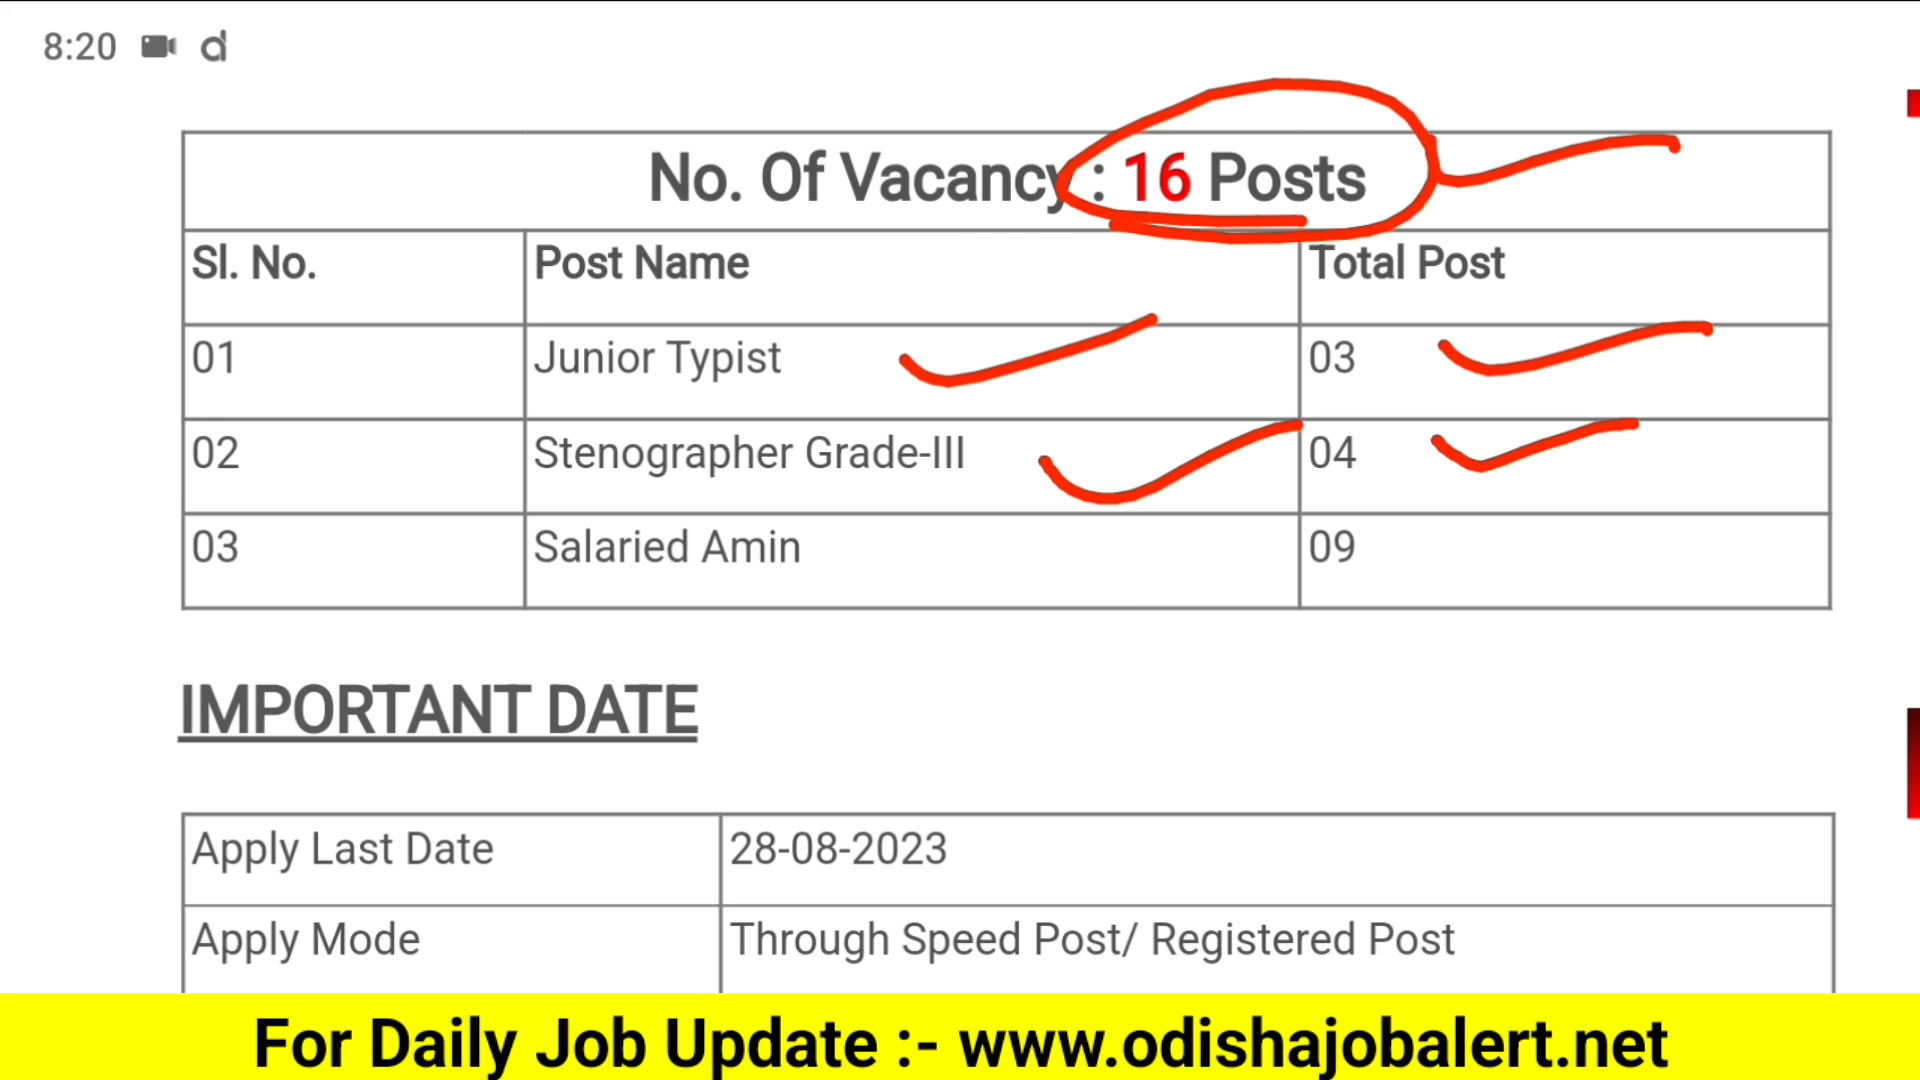 8:20
No. Of Vacancy : 16 Posts
Sl. No. Post Name Total Post
01 Junior Typist 03
02 Stenographer Grade-III 04
03 Salaried Amin 09
IMPORTANT DATE
Apply Last Date 28-08-2023
Apply Mode Through Speed Post/ Registered Post
For Daily Job Update :- www.odishajobalert.net